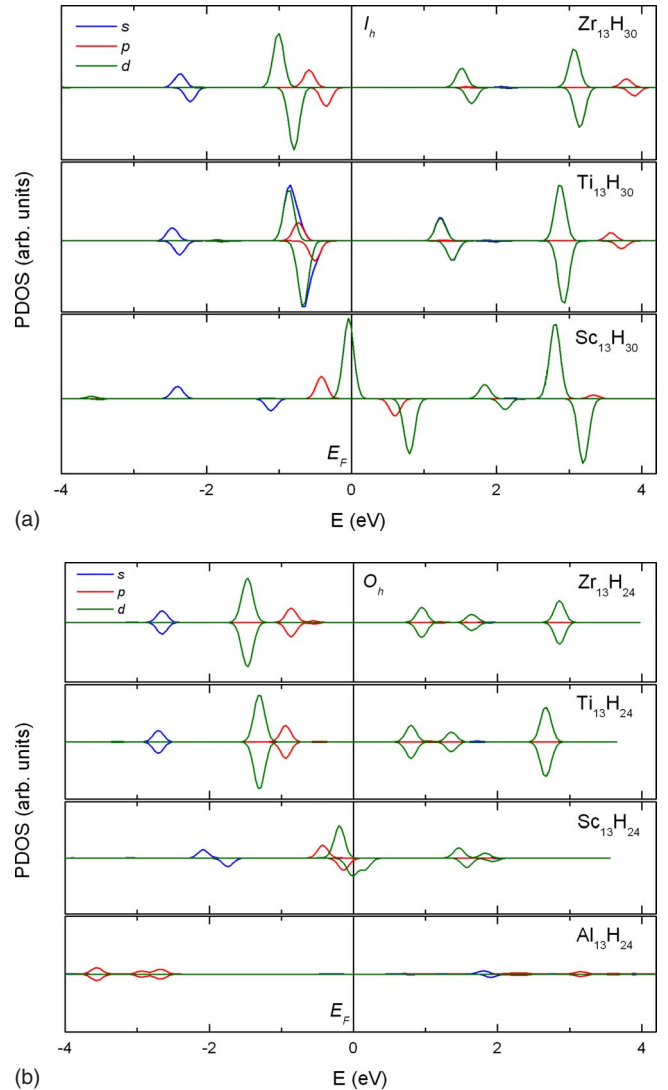 s
p
d
I_h
Zr₁₃H₃₀
Ti₁₃H₃₀
Sc₁₃H₃₀
E_F
PDOS (arb. units)
-4 -2 0 2 4
E (eV)
(a)
s
p
d
O_h
Zr₁₃H₂₄
Ti₁₃H₂₄
Sc₁₃H₂₄
Al₁₃H₂₄
E_F
PDOS (arb. units)
-4 -2 0 2 4
E (eV)
(b)